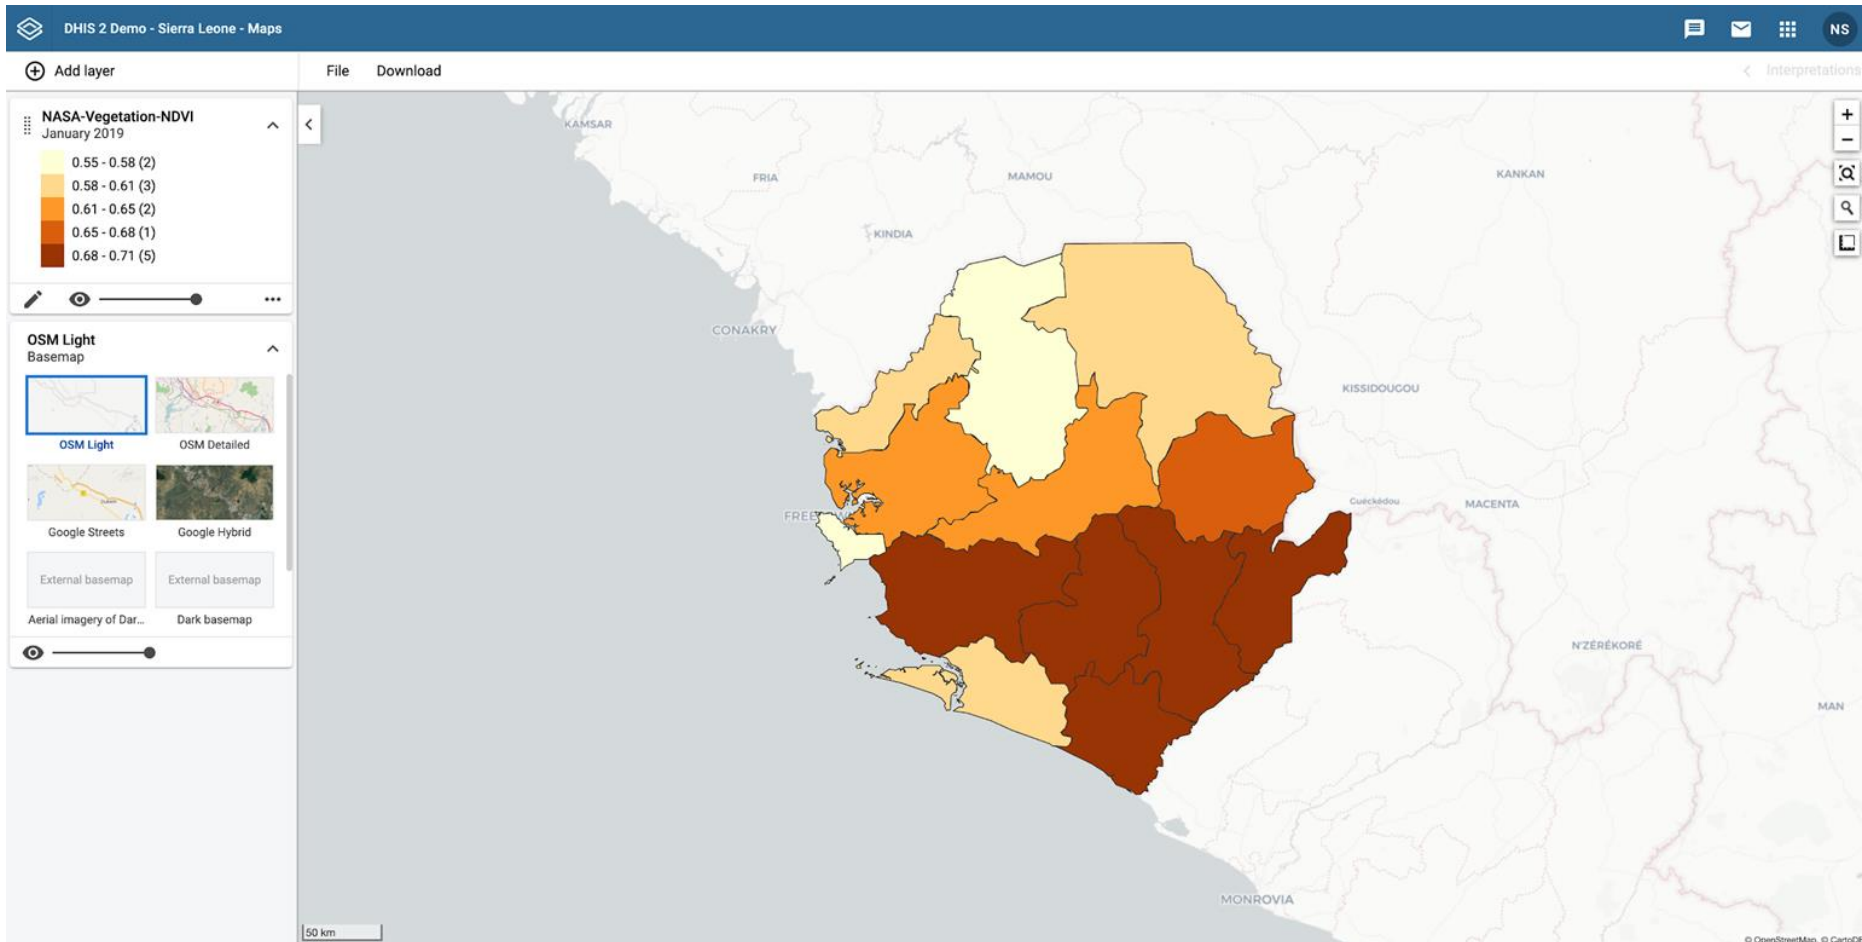 DHIS 2 Demo - Sierra Leone - Maps
NS
Add layer
File
Download
Interpretations
NASA-Vegetation-NDVI
January 2019
0.55 - 0.58 (2)
0.58 - 0.61 (3)
0.61 - 0.65 (2)
0.65 - 0.68 (1)
0.68 - 0.71 (5)
OSM Light
Basemap
OSM Light
OSM Detailed
Google Streets
Google Hybrid
External basemap
External basemap
Aerial imagery of Dar...
Dark basemap
KAMSAR
FRIA
MAMOU
KANKAN
KINDIA
CONAKRY
KISSIDOUGOU
Guéckédou
MACENTA
FREE
N'ZÉRÉKORÉ
MAN
MONROVIA
50 km
© OpenStreetMap, © CartoDB